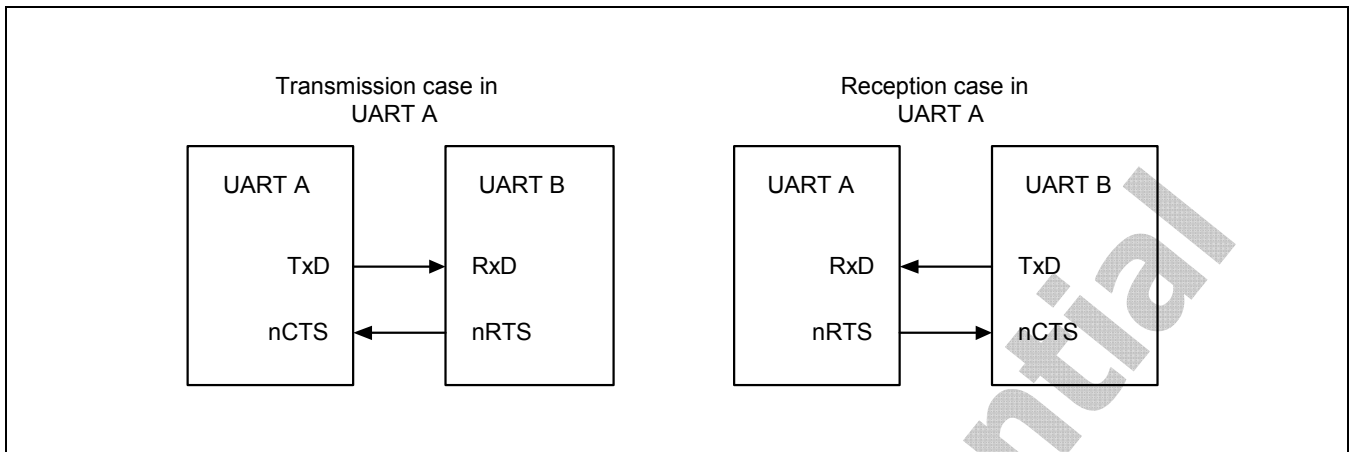 Transmission case in
UART A
UART A
UART B
TxD
RxD
nCTS
nRTS
Reception case in
UART A
UART A
UART B
RxD
TxD
nRTS
nCTS
ntial